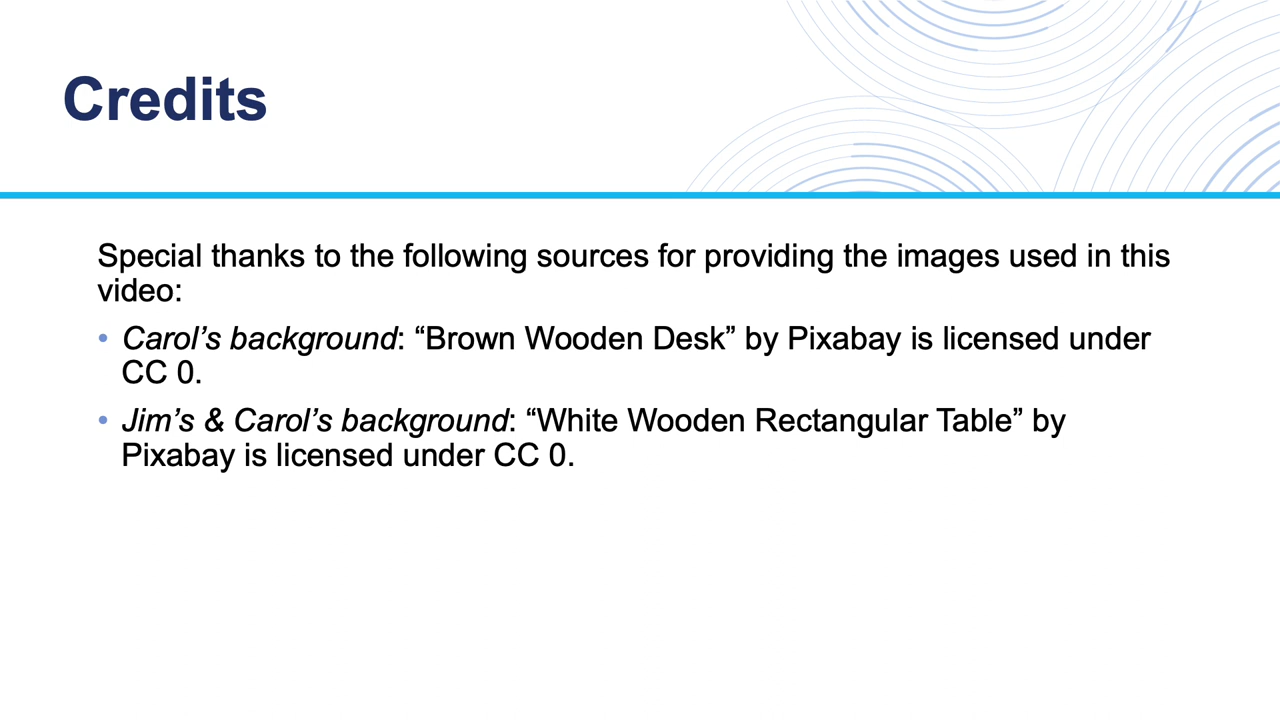 Credits
Special thanks to the following sources for providing the images used in this
video:
• Carol’s background: “Brown Wooden Desk” by Pixabay is licensed under
CC 0.
• Jim’s & Carol’s background: “White Wooden Rectangular Table” by
Pixabay is licensed under CC 0.